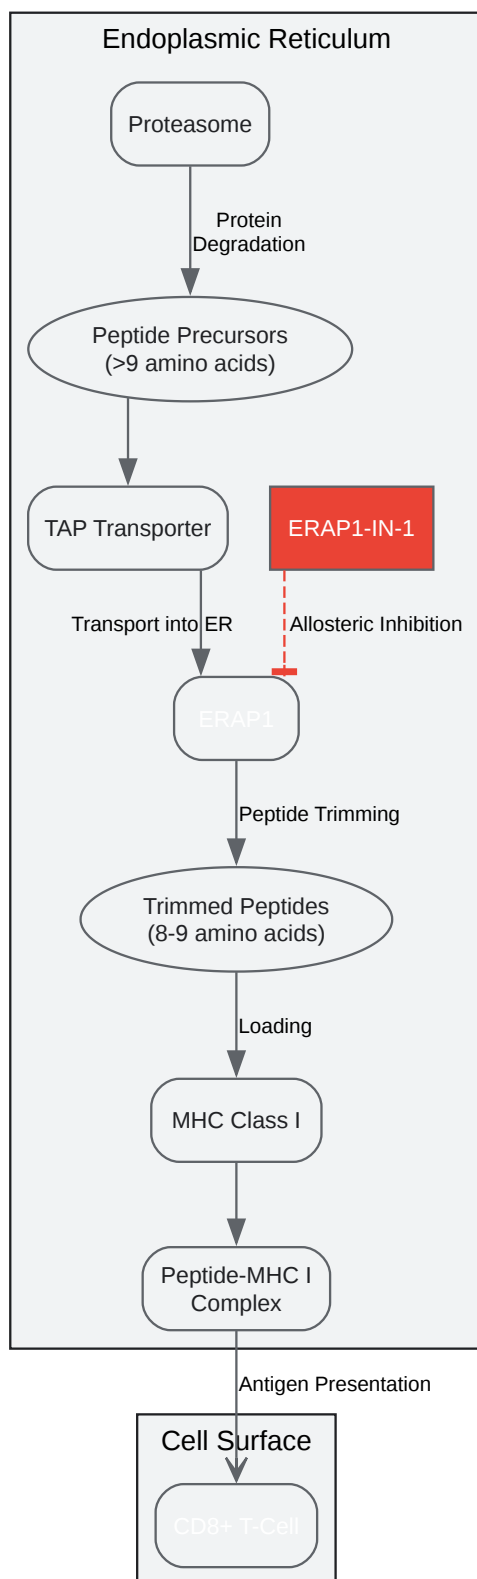 Endoplasmic Reticulum
Proteasome
Protein
Degradation
Peptide Precursors
(>9 amino acids)
TAP Transporter
ERAP1-IN-1
Transport into ER
Allosteric Inhibition
ERAP1
Peptide Trimming
Trimmed Peptides
(8-9 amino acids)
Loading
MHC Class I
Peptide-MHC I
Complex
Antigen Presentation
Cell Surface
CD8+ T-Cell